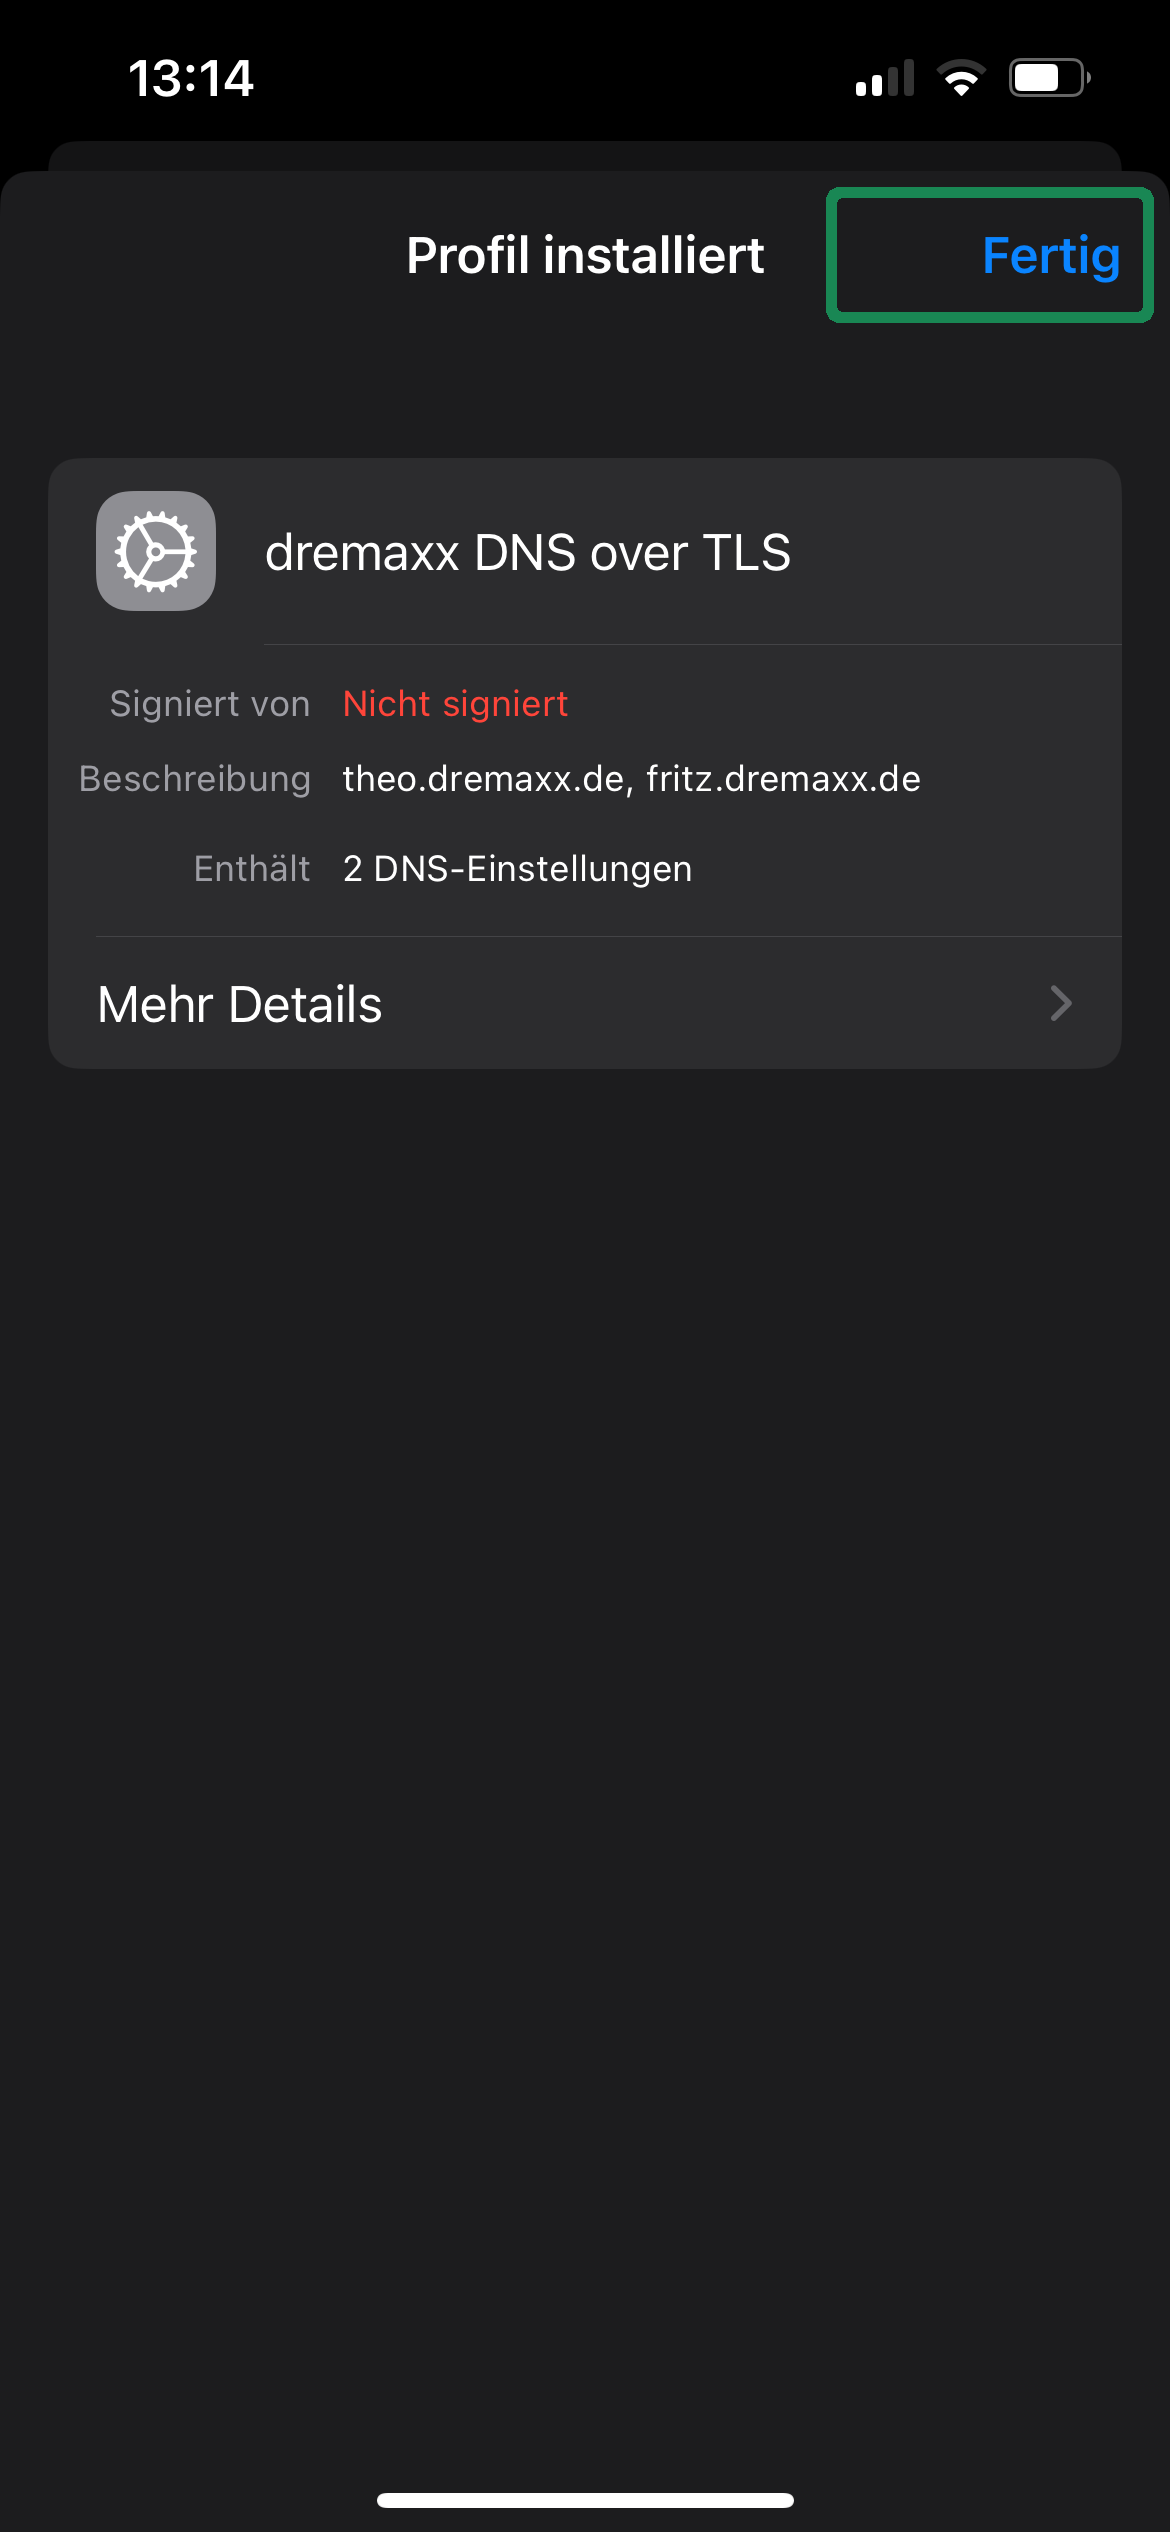 13:14
Profil installiert
Fertig
dremaxx DNS over TLS
Signiert von Nicht signiert
Beschreibung theo.dremaxx.de, fritz.dremaxx.de
Enthält 2 DNS-Einstellungen
Mehr Details